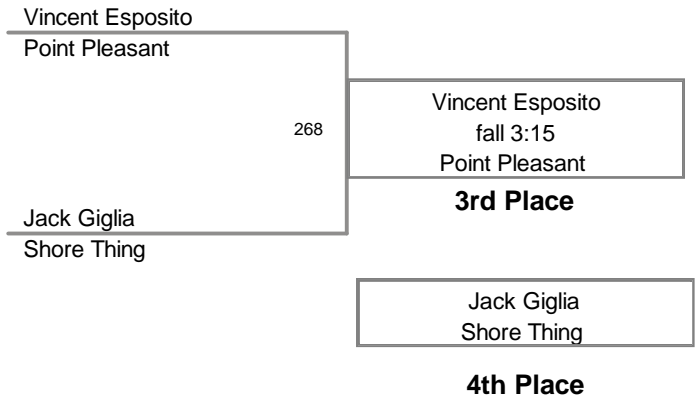 Vincent Esposito
Point Pleasant
268
Vincent Esposito
fall 3:15
Point Pleasant
3rd Place
Jack Giglia
Shore Thing
Jack Giglia
Shore Thing
4th Place